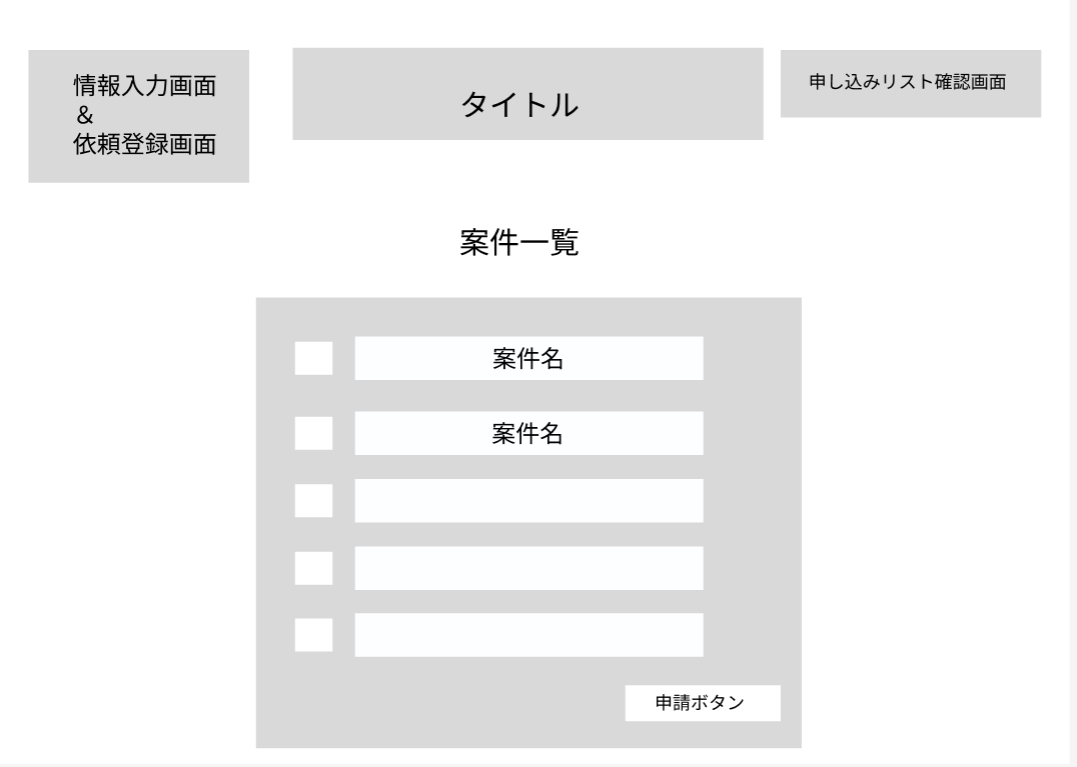 情報入力画面
&
依頼登録画面
タイトル
申し込みリスト確認画面
案件一覧
案件名
案件名
申請ボタン